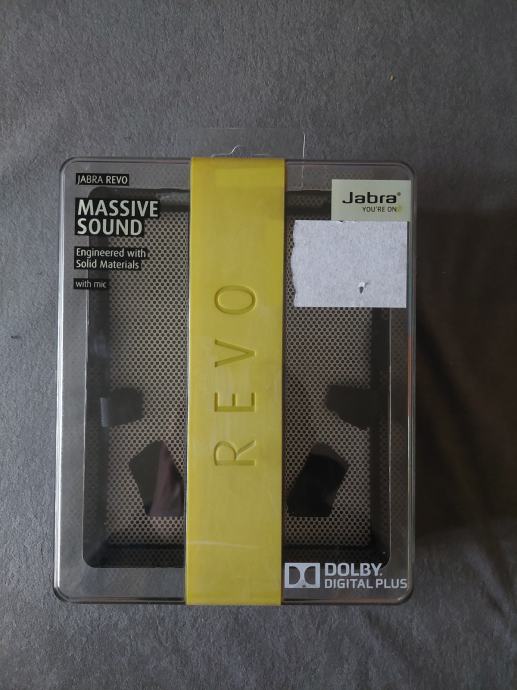 JABRA REVO
MASSIVE
SOUND
Engineered with
Solid Materials
with mic
Jabra®
YOU'RE ON
REVO
DOLBY.
DIGITAL PLUS